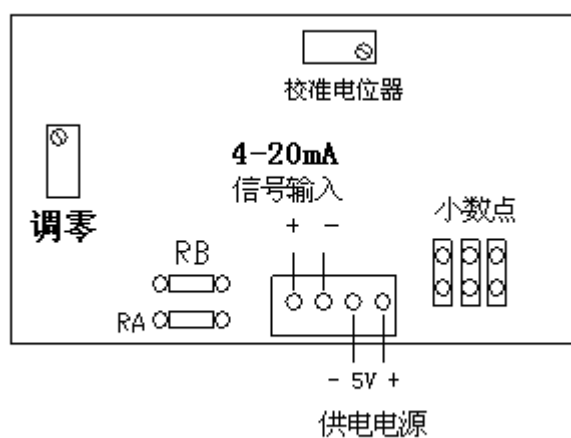 校准电位器
4-20mA
信号输入
+ -
调零
小数点
RB
RA
- 5V +
供电电源